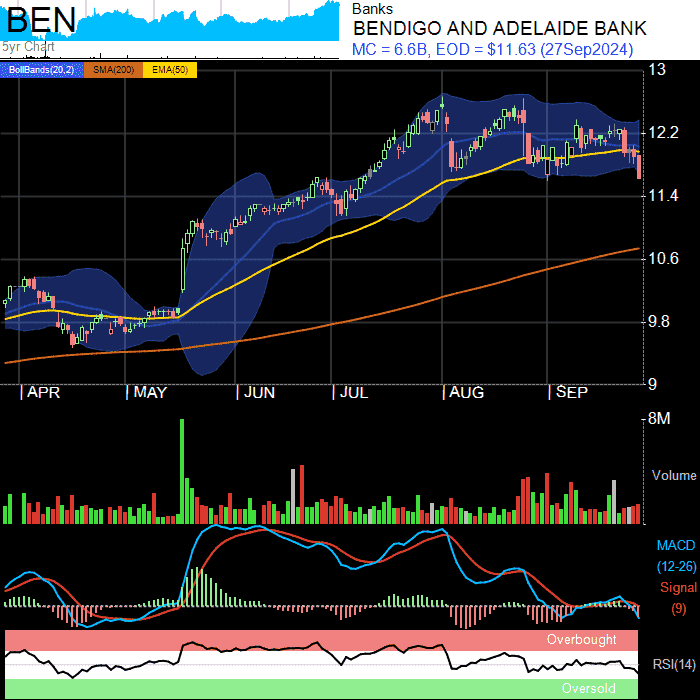 BEN
5yr Chart
Banks
BENDIGO AND ADELAIDE BANK
MC = 6.6B, EOD = $11.63 (27Sep2024)
BollBands(20,2) SMA(200) EMA(50)
13
12.2
11.4
10.6
9.8
9
APR MAY JUN JUL AUG SEP
8M
Volume
MACD
(12-26)
Signal
(9)
Overbought
RSI(14)
Oversold